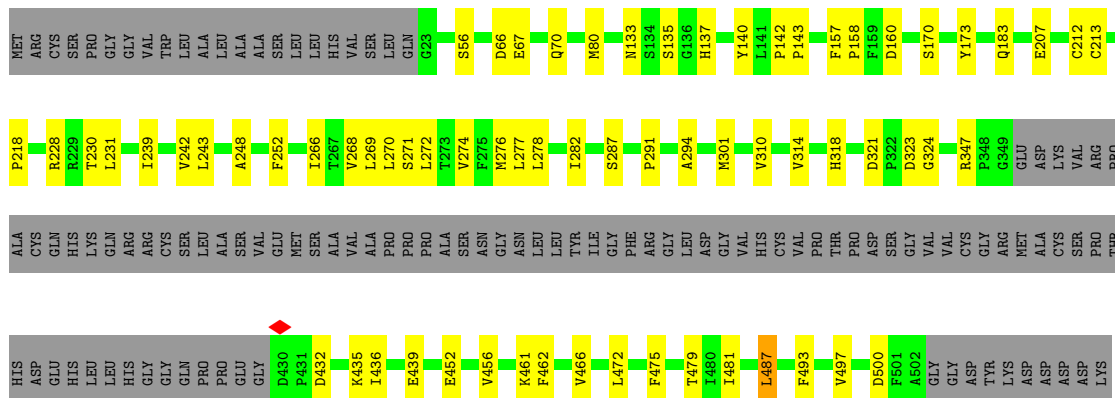 MET ARG CYS SER PRO GLY GLY VAL TRP LEU ALA LEU ALA ALA SER LEU LEU HIS VAL SER LEU GLN G23 S56 D66 E67 Q70 M80 N133 S134 S135 G136 H137 Y140 L141 P142 P143 F157 P158 F159 D160 S170 Y173 Q183 E207 C212 C213
P218 R228 R229 T230 L231 I239 V242 L243 A248 F252 I266 T267 V268 L269 L270 S271 L272 T273 V274 F275 M276 L277 L278 I282 S287 P291 A294 M301 V310 V314 H318 D321 P322 D323 G324 R347 P348 G349 GLU ASP LYS VAL ARG PRO
ALA CYS GLN HIS LYS GLN ARG ARG CYS SER LEU ALA SER VAL GLU MET SER ALA VAL ALA PRO PRO PRO ALA SER ASN GLY ASN LEU LEU TYR ILE GLY PHE ARG GLY LEU ASP GLY VAL HIS CYS VAL PRO THR PRO ASP SER GLY VAL VAL CYS GLY ARG MET ALA CYS SER PRO THR
HIS ASP GLU HIS LEU LEU HIS GLY GLY GLN PRO PRO GLU GLY D430 P431 D432 K435 I436 E439 E452 V456 K461 F462 V466 L472 F475 T479 I480 I481 L487 F493 V497 D500 F501 A502 GLY GLY ASP TYR LYS ASP ASP ASP ASP LYS